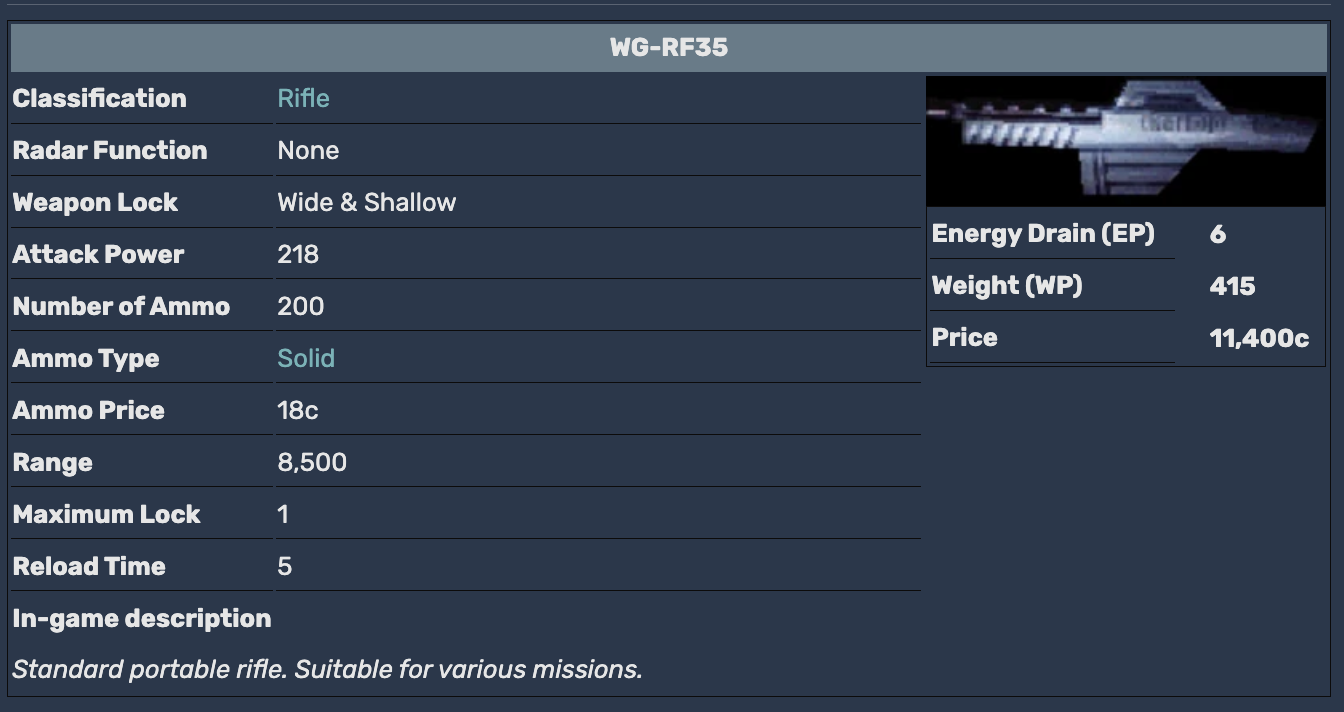 WG-RF35
Classification Rifle
Radar Function None
Weapon Lock Wide & Shallow
Attack Power 218
Number of Ammo 200
Ammo Type Solid
Ammo Price 18c
Range 8,500
Maximum Lock 1
Reload Time 5
In-game description
Standard portable rifle. Suitable for various missions.
Energy Drain (EP) 6
Weight (WP) 415
Price 11,400c